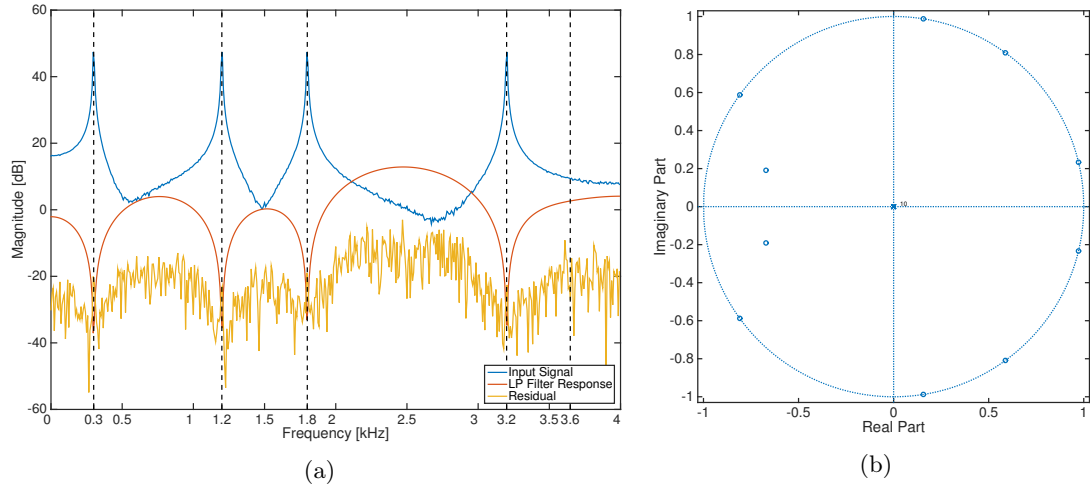 60
40
20
0
-20
-40
-60
Magnitude [dB]
0 0.3 0.5 1 1.2 1.5 1.8 2 2.5 3 3.2 3.5 3.6 4
Frequency [kHz]
Input Signal
LP Filter Response
Residual
(a)
1
0.8
0.6
0.4
0.2
0
-0.2
-0.4
-0.6
-0.8
-1
Imaginary Part
10
-1 -0.5 0 0.5 1
Real Part
(b)